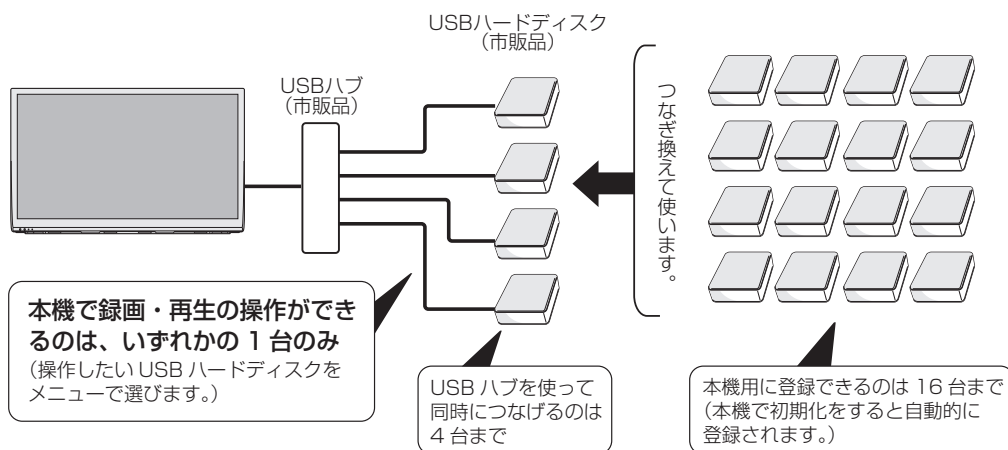 USBハードディスク
（市販品）
USBハブ
（市販品）
つなぎ換えて使います。
本機で録画・再生の操作ができ
るのは、いずれかの 1 台のみ
（操作したい USB ハードディスクを
メニューで選びます。）
USB ハブを使って
同時につなげるのは
4 台まで
本機用に登録できるのは 16 台まで
（本機で初期化をすると自動的に
登録されます。）